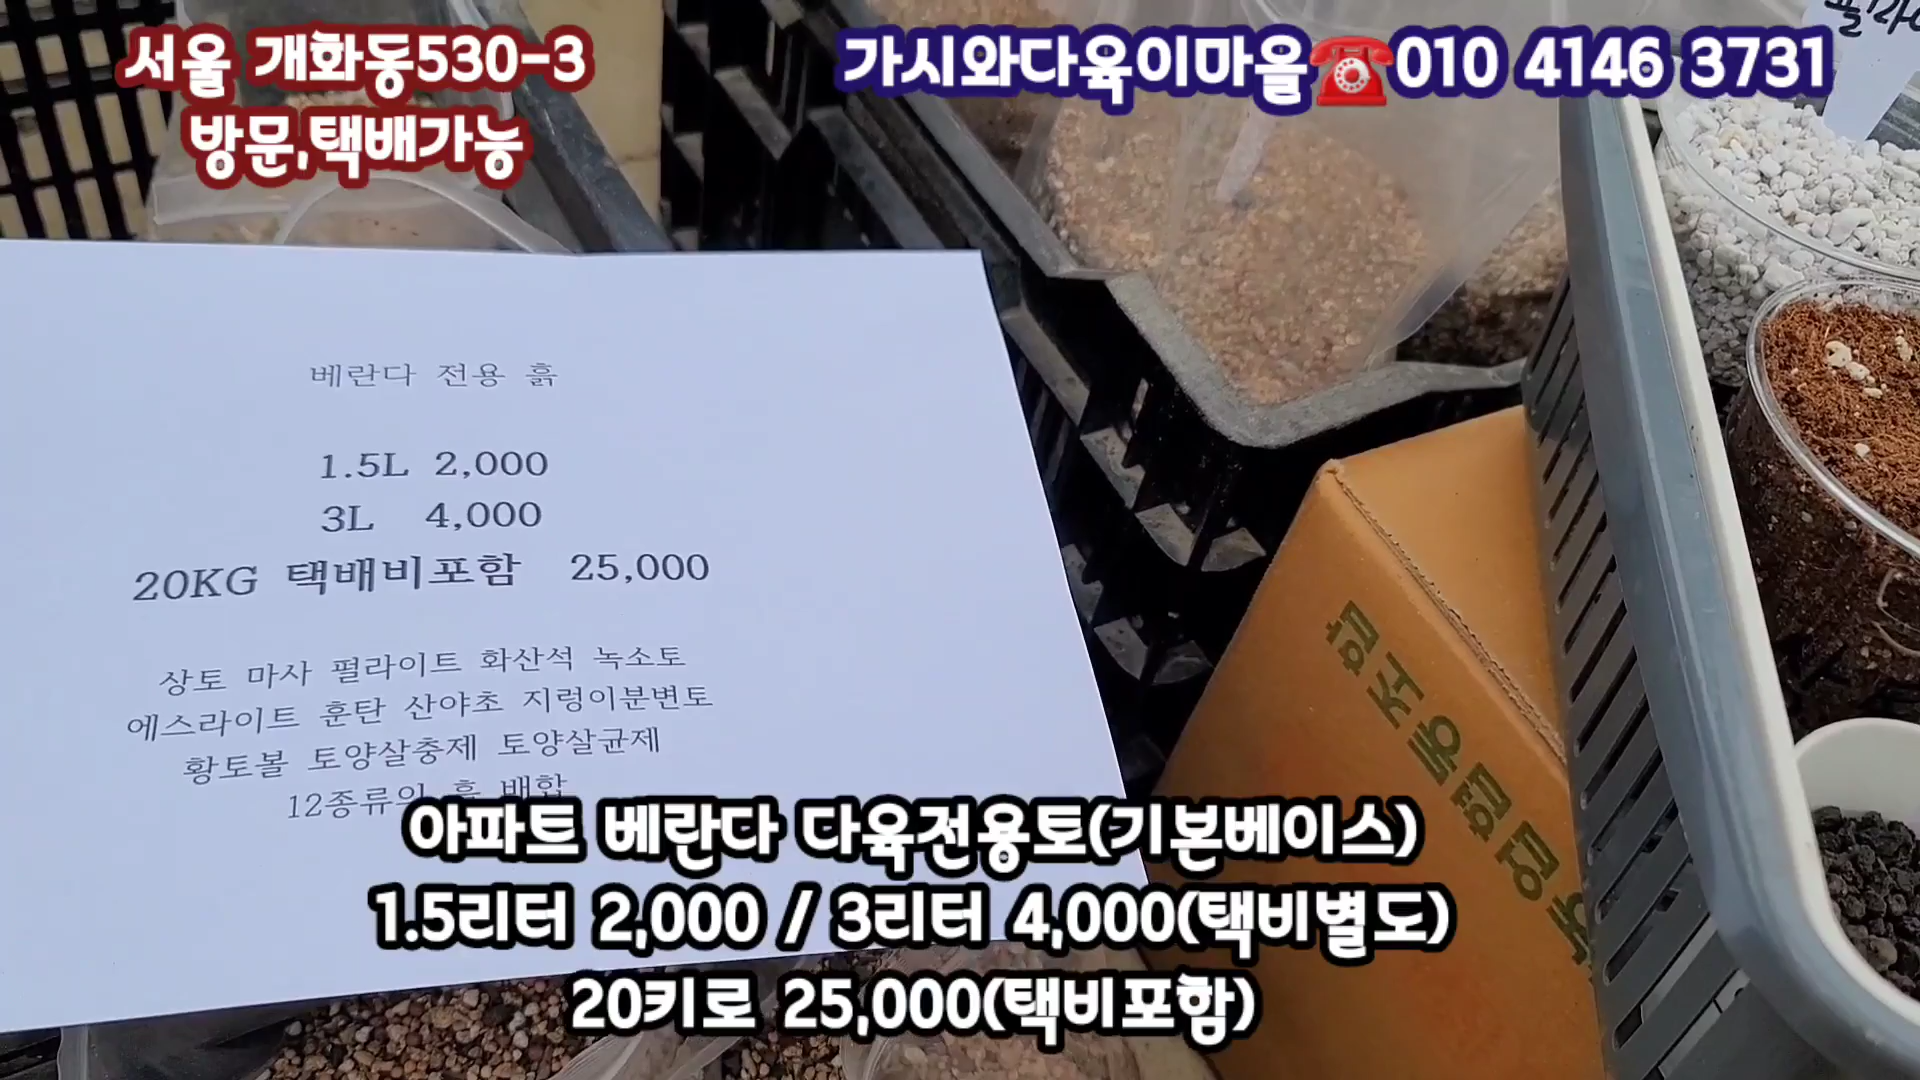 서울 개화동530-3
방문,택배가능
가시와다육이마을☎010 4146 3731
베란다 전용 흙
1.5L 2,000
3L 4,000
20KG 택배비포함 25,000
상토 마사 펄라이트 화산석 녹소토
에스라이트 훈탄 산야초 지렁이분변토
황토볼 토양살충제 토양살균제
12종류의 흙 배합
아파트 베란다 다육전용토(기본베이스)
1.5리터 2,000 / 3리터 4,000(택비별도)
20키로 25,000(택비포함)